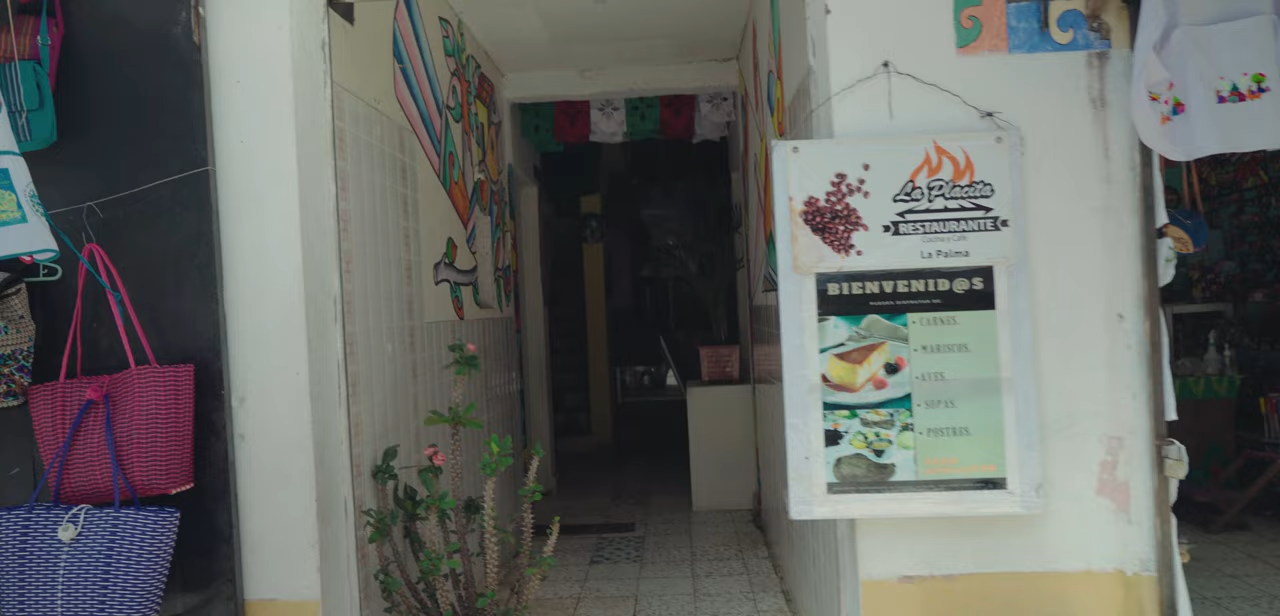 La Placita
RESTAURANTE
Cocina y Café
La Palma
BIENVENID@S
• CARNES.
• MARISCOS.
• AVES.
• SOPAS.
• POSTRES.